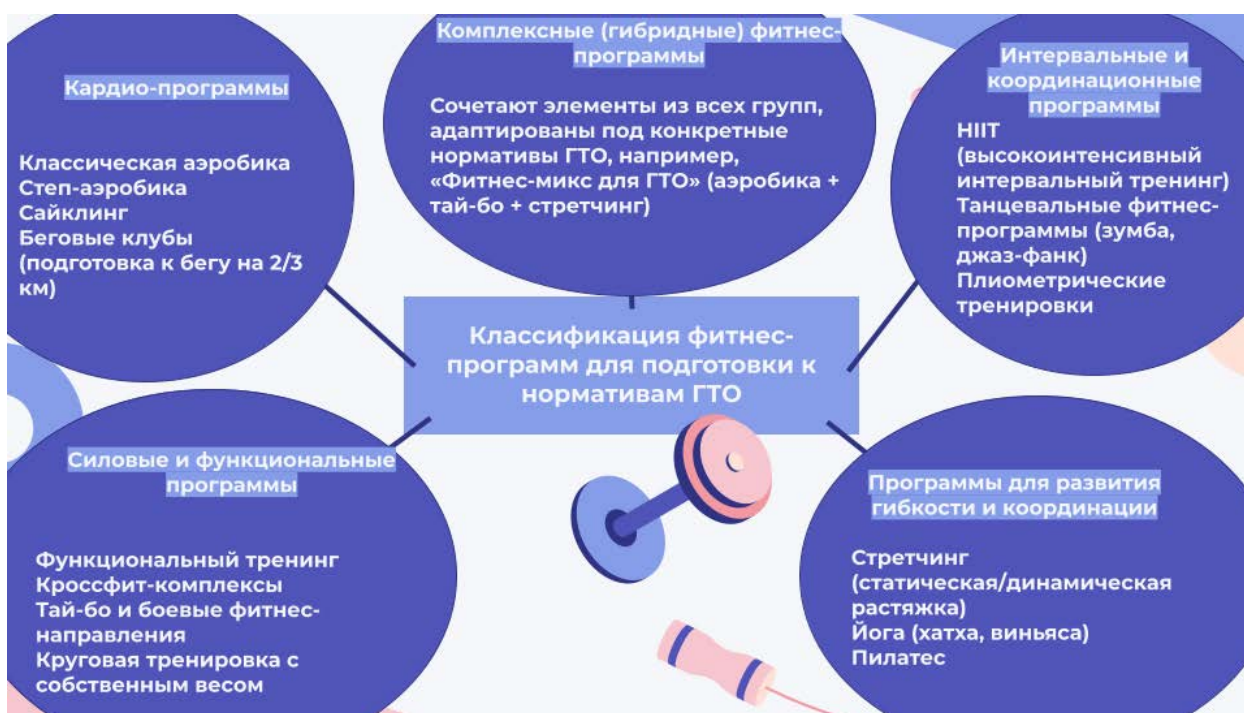 Кардио-программы
Классическая аэробика
Степ-аэробика
Сайклинг
Беговые клубы
(подготовка к бегу на 2/3
км)
Комплексные (гибридные) фитнес-
программы
Сочетают элементы из всех групп,
адаптированы под конкретные
нормативы ГТО, например,
«Фитнес-микс для ГТО» (аэробика +
тай-бо + стретчинг)
Интервальные и
координационные
программы
HIIT
(высокоинтенсивный
интервальный тренинг)
Танцевальные фитнес-
программы (зумба,
джаз-фанк)
Плиометрические
тренировки
Классификация фитнес-
программ для подготовки к
нормативам ГТО
Силовые и функциональные
программы
Функциональный тренинг
Кроссфит-комплексы
Тай-бо и боевые фитнес-
направления
Круговая тренировка с
собственным весом
Программы для развития
гибкости и координации
Стретчинг
(статическая/динамическая
растяжка)
Йога (хатха, виньяса)
Пилатес